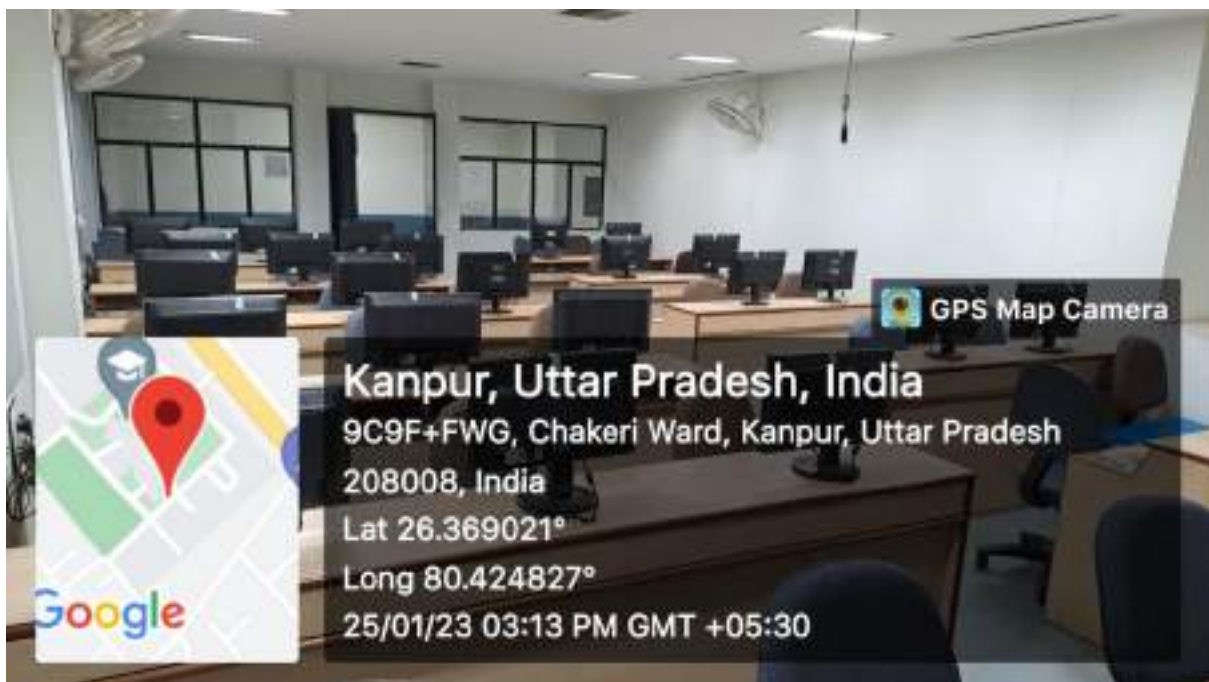 GPS Map Camera
Kanpur, Uttar Pradesh, India
9C9F+FWG, Chakeri Ward, Kanpur, Uttar Pradesh
208008, India
Lat 26.369021°
Long 80.424827°
25/01/23 03:13 PM GMT +05:30
Google